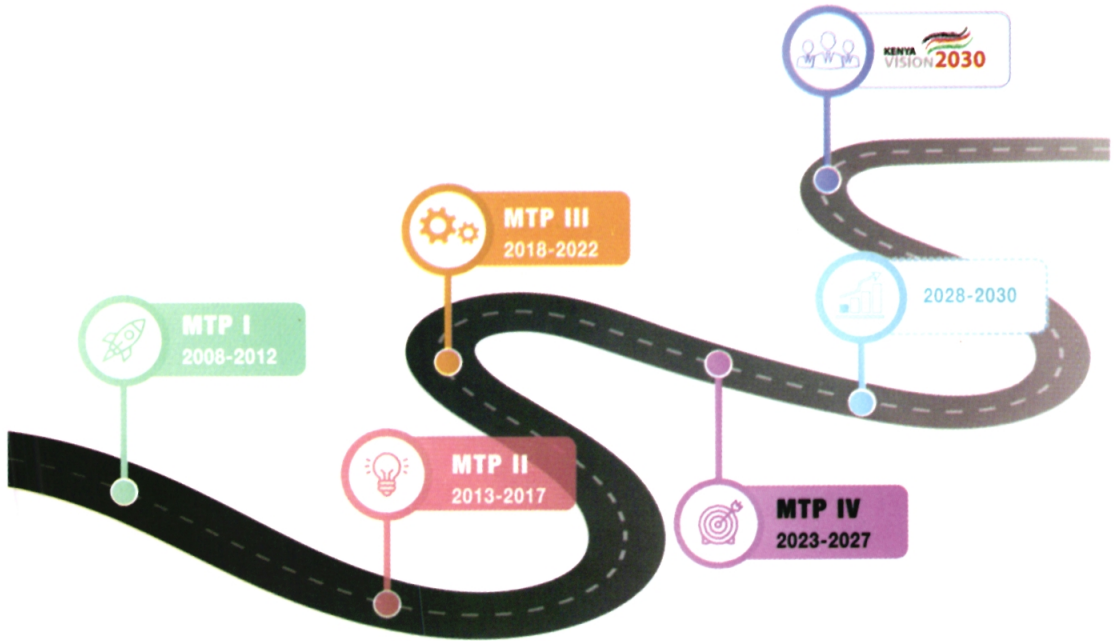 KENYA
VISION 2030
MTP III
2018-2022
2028-2030
MTP I
2008-2012
MTP II
2013-2017
MTP IV
2023-2027